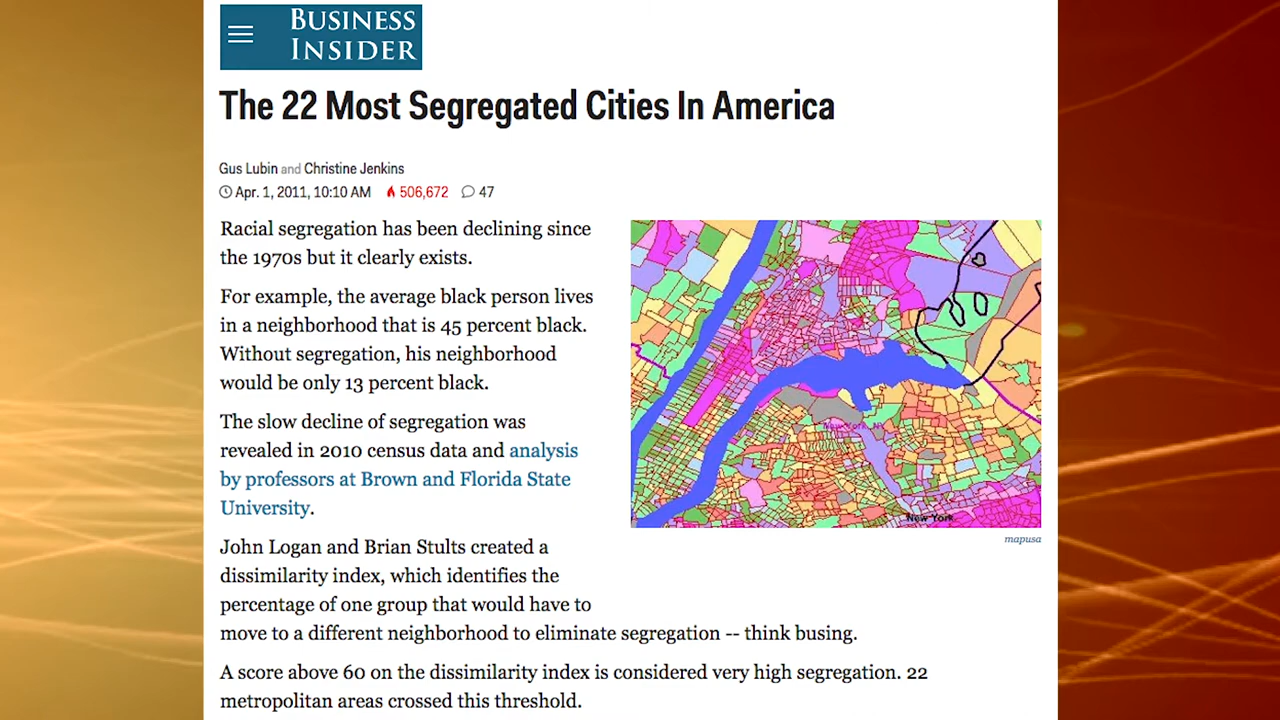 BUSINESS
INSIDER
The 22 Most Segregated Cities In America
Gus Lubin and Christine Jenkins
Apr. 1, 2011, 10:10 AM 506,672 47
Racial segregation has been declining since
the 1970s but it clearly exists.
For example, the average black person lives
in a neighborhood that is 45 percent black.
Without segregation, his neighborhood
would be only 13 percent black.
The slow decline of segregation was
revealed in 2010 census data and analysis
by professors at Brown and Florida State
University.
New York, NY
New York
mapusa
John Logan and Brian Stults created a
dissimilarity index, which identifies the
percentage of one group that would have to
move to a different neighborhood to eliminate segregation -- think busing.
A score above 60 on the dissimilarity index is considered very high segregation. 22
metropolitan areas crossed this threshold.